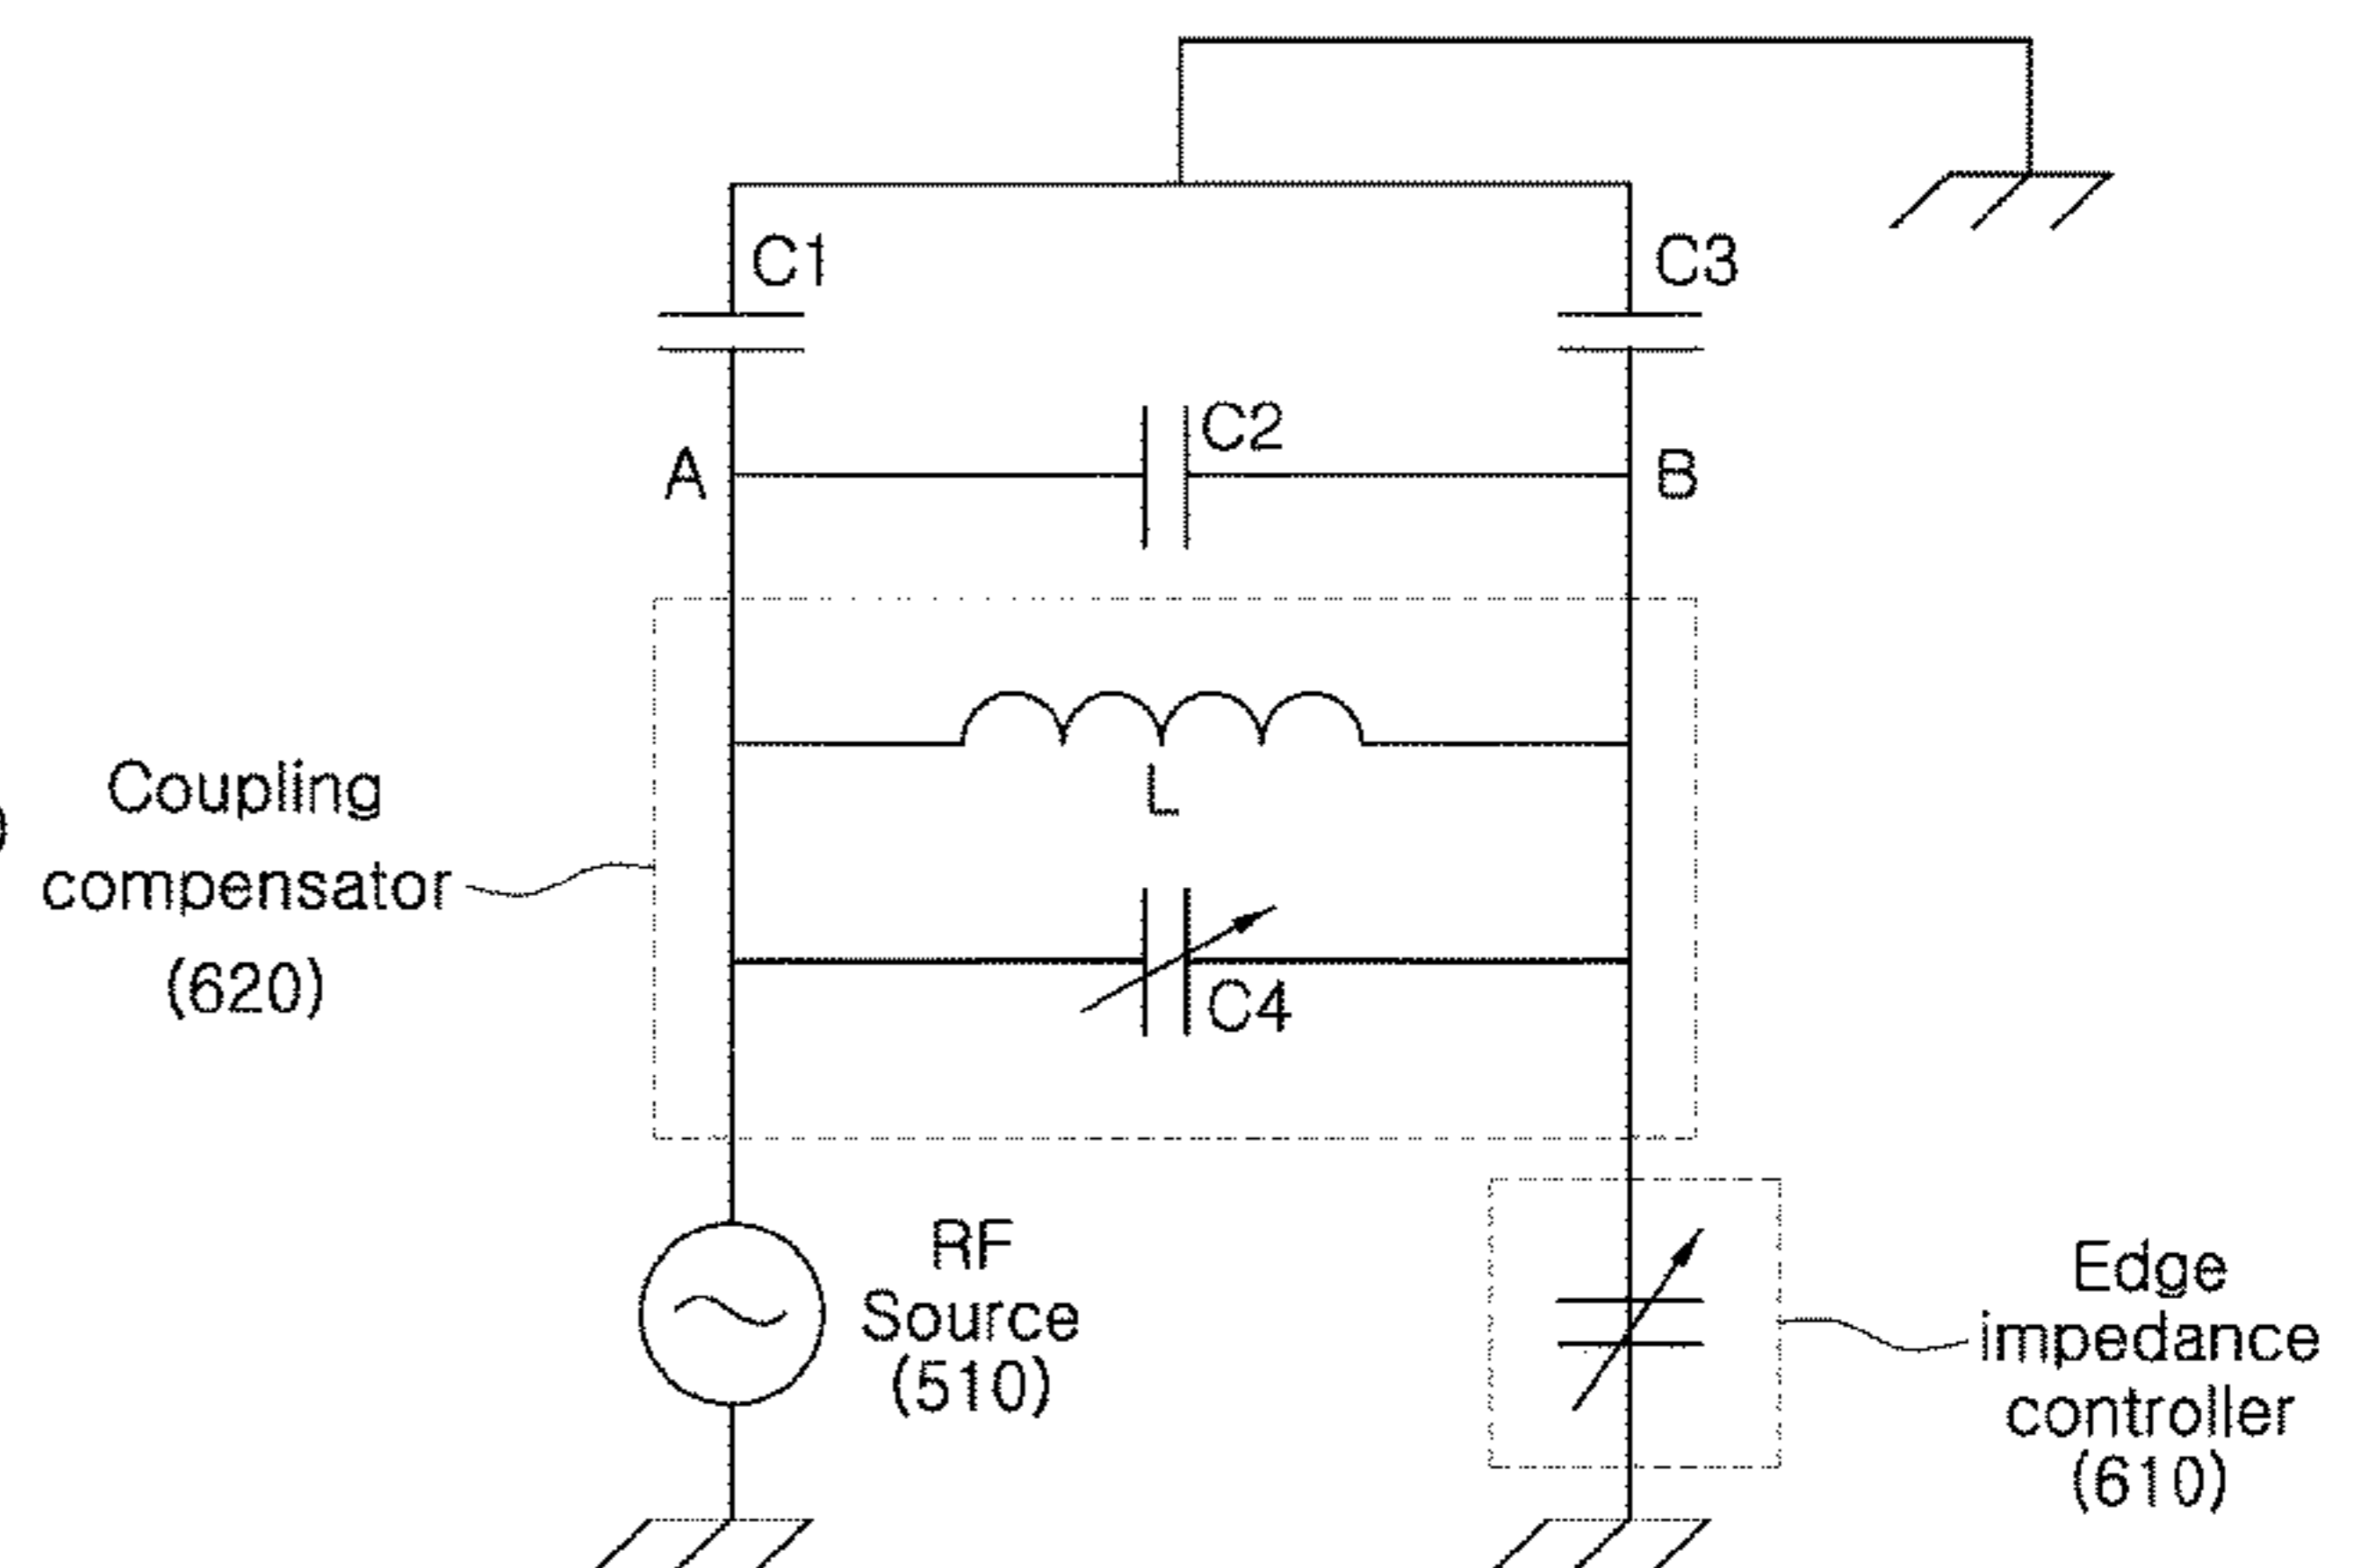 C1
C3
C2
A
B
L
C4
Coupling
compensator
(620)
RF
Source
(510)
Edge
impedance
controller
(610)